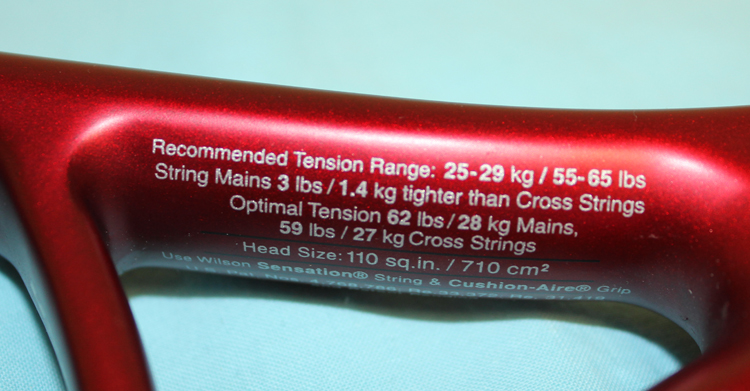 Recommended Tension Range: 25-29 kg / 55-65 lbs
String Mains 3 lbs / 1.4 kg tighter than Cross Strings
Optimal Tension 62 lbs / 28 kg Mains,
59 lbs / 27 kg Cross Strings
Head Size: 110 sq.in. / 710 cm²
Use Wilson Sensation® String & Cushion-Aire® Grip